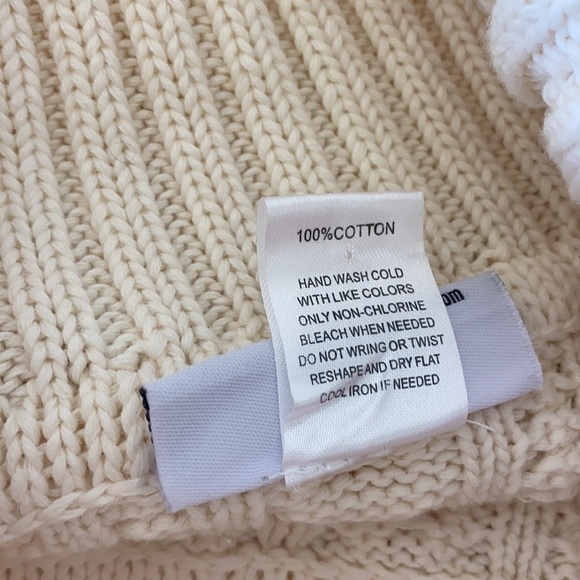 100%COTTON
HAND WASH COLD
WITH LIKE COLORS
ONLY NON-CHLORINE
BLEACH WHEN NEEDED
DO NOT WRING OR TWIST
RESHAPE AND DRY FLAT
COOL IRON IF NEEDED